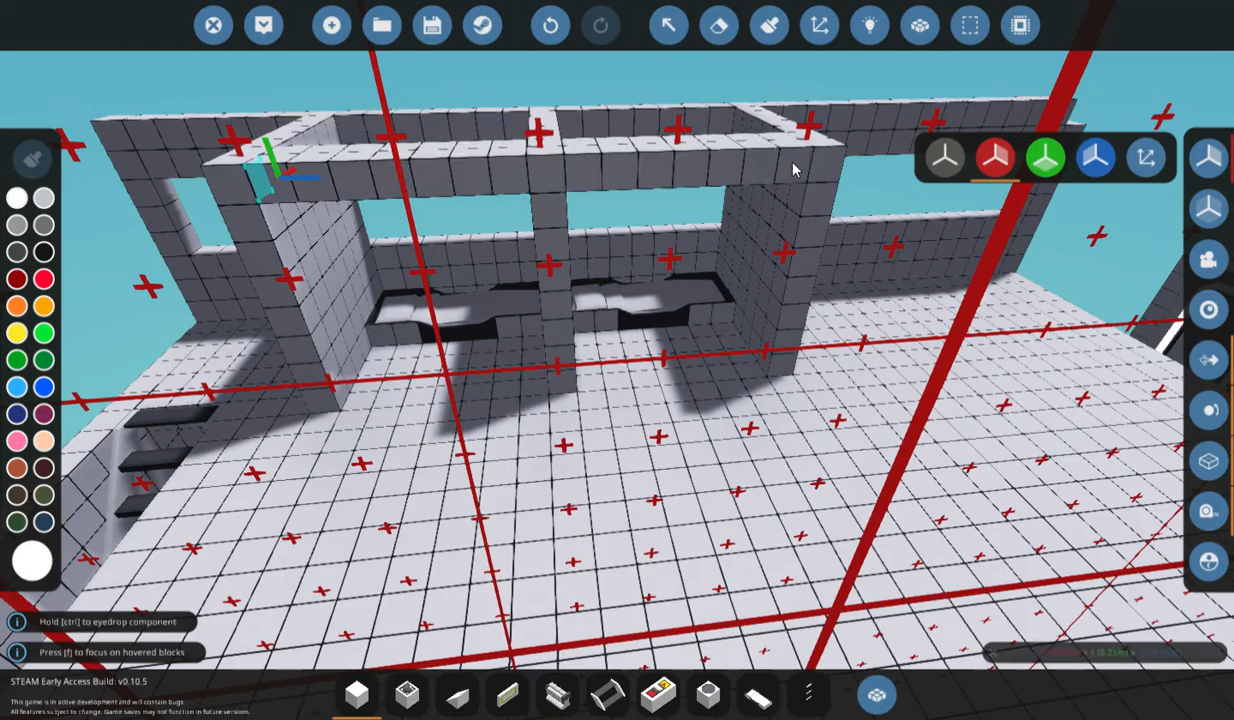 Hold [ctrl] to eyedrop component
Press [f] to focus on hovered blocks
STEAM Early Access Build: v0.10.5
This game is in active development and will contain bugs.
All features subject to change. Game saves may not function in future versions.